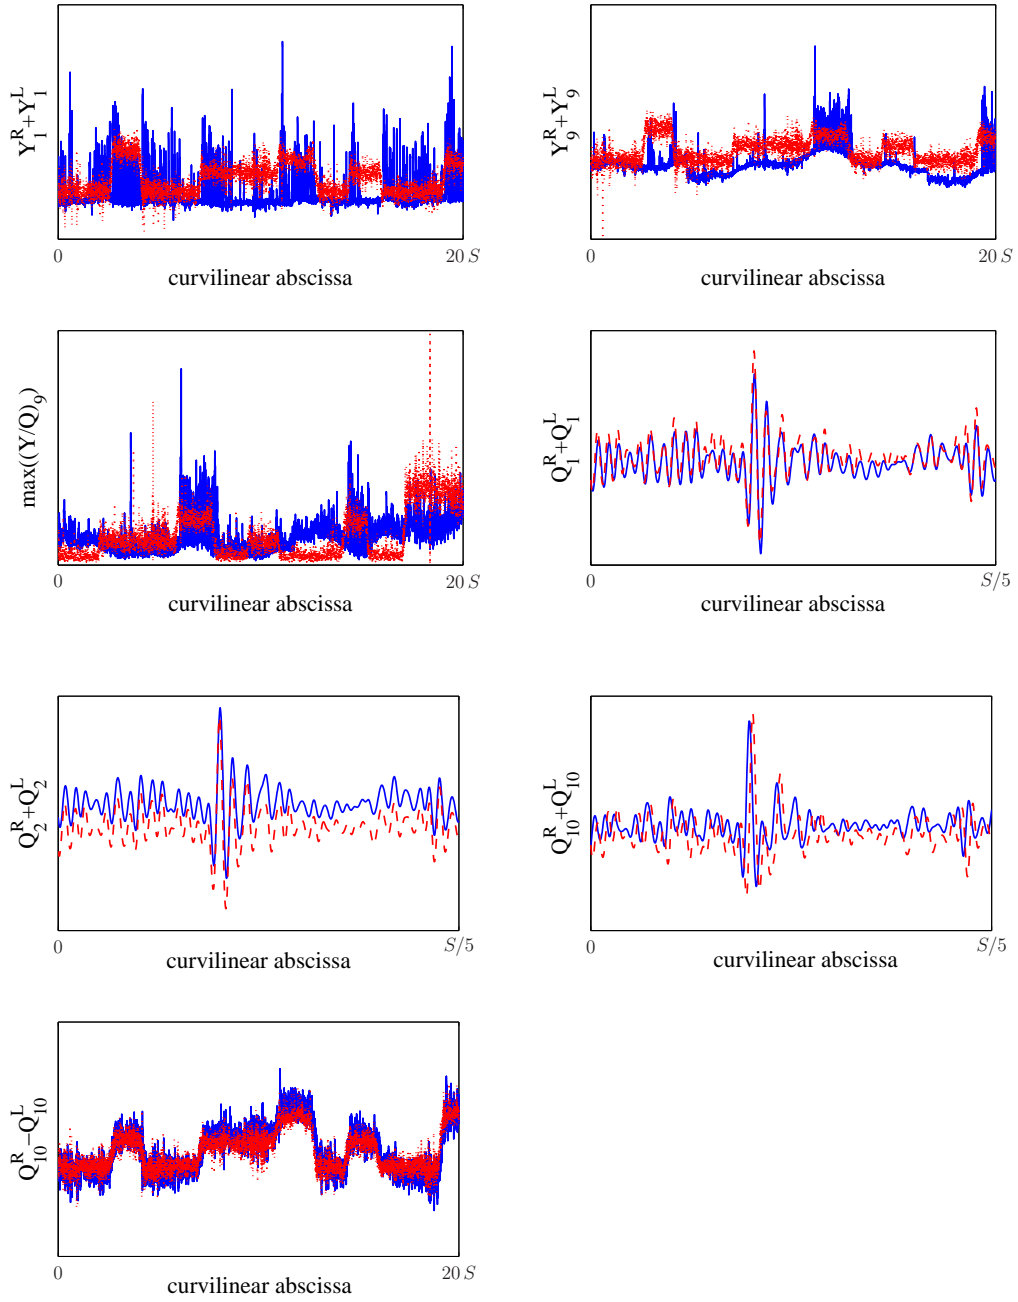 Y₁ᴿ+Y₁ᴸ
0
20 S
curvilinear abscissa
Y₉ᴿ+Y₉ᴸ
0
20 S
curvilinear abscissa
max((Y/Q)₉)
0
20 S
curvilinear abscissa
Q₁ᴿ+Q₁ᴸ
0
S/5
curvilinear abscissa
Q₂ᴿ+Q₂ᴸ
0
S/5
curvilinear abscissa
Q₁₀ᴿ+Q₁₀ᴸ
0
S/5
curvilinear abscissa
Q₁₀ᴿ−Q₁₀ᴸ
0
20 S
curvilinear abscissa